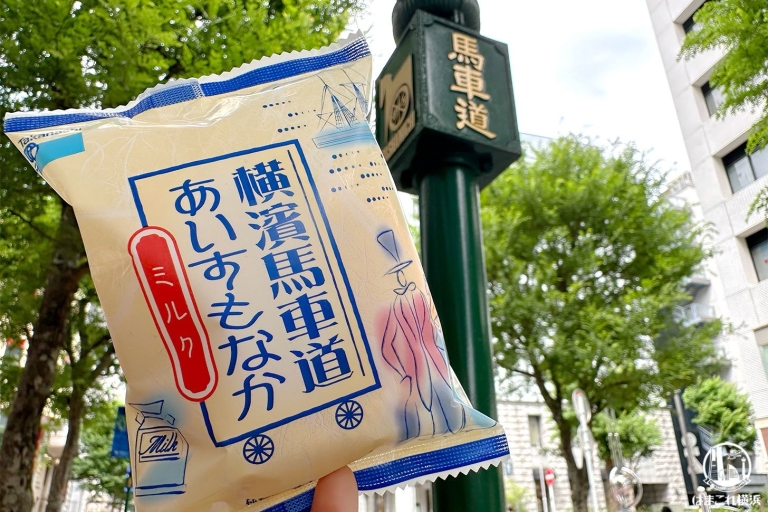 Takanashi
横濱馬車道
あいすもなか
ミルク
Milk
馬車道
はまこれ横浜